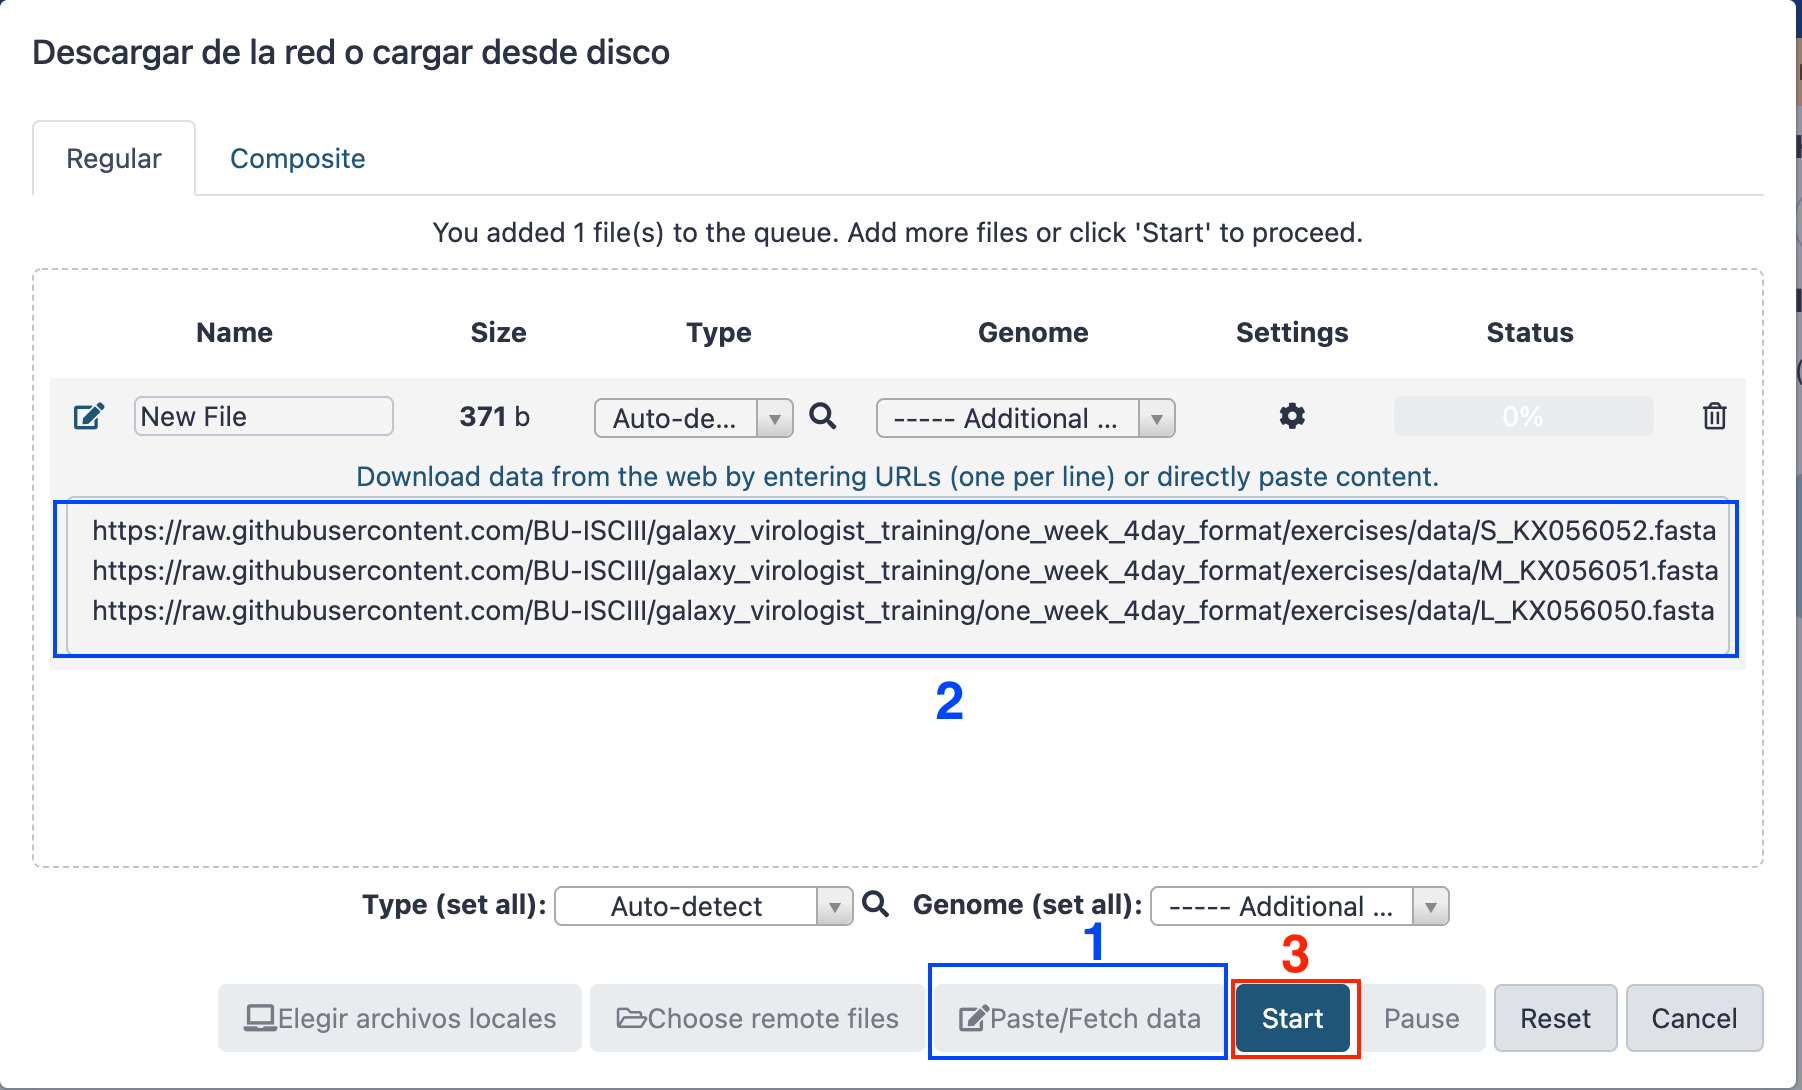 Descargar de la red o cargar desde disco
Regular
Composite
You added 1 file(s) to the queue. Add more files or click 'Start' to proceed.
Name Size Type Genome Settings Status
New File 371 b Auto-de... ----- Additional ... 0%
Download data from the web by entering URLs (one per line) or directly paste content.
https://raw.githubusercontent.com/BU-ISCIII/galaxy_virologist_training/one_week_4day_format/exercises/data/S_KX056052.fasta
https://raw.githubusercontent.com/BU-ISCIII/galaxy_virologist_training/one_week_4day_format/exercises/data/M_KX056051.fasta
https://raw.githubusercontent.com/BU-ISCIII/galaxy_virologist_training/one_week_4day_format/exercises/data/L_KX056050.fasta
2
Type (set all): Auto-detect Genome (set all): ----- Additional ...
1 3
Elegir archivos locales Choose remote files Paste/Fetch data Start Pause Reset Cancel